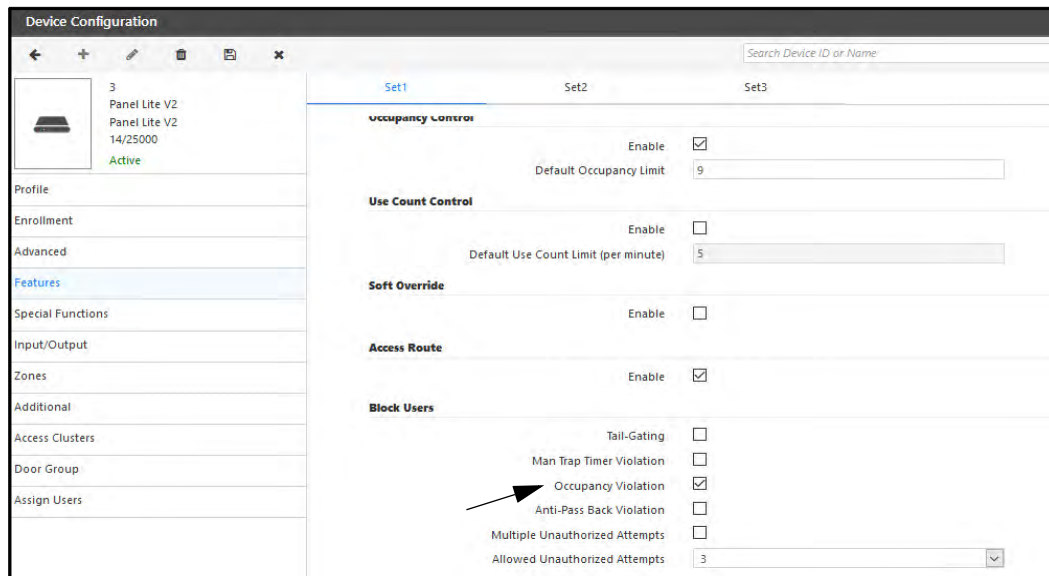 Device Configuration
Search Device ID or Name
3
Panel Lite V2
Panel Lite V2
14/25000
Active
Profile
Enrollment
Advanced
Features
Special Functions
Input/Output
Zones
Additional
Access Clusters
Door Group
Assign Users
Set1 Set2 Set3
Occupancy Control
Enable
Default Occupancy Limit 9
Use Count Control
Enable
Default Use Count Limit (per minute) 5
Soft Override
Enable
Access Route
Enable
Block Users
Tail-Gating
Man Trap Timer Violation
Occupancy Violation
Anti-Pass Back Violation
Multiple Unauthorized Attempts
Allowed Unauthorized Attempts 3